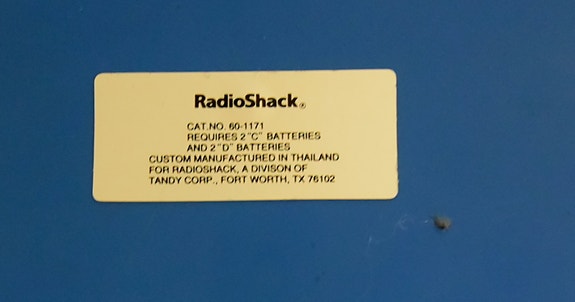 RadioShack®
CAT.NO. 60-1171
REQUIRES 2 "C" BATTERIES
AND 2 "D" BATTERIES
CUSTOM MANUFACTURED IN THAILAND
FOR RADIOSHACK, A DIVISON OF
TANDY CORP., FORT WORTH, TX 76102